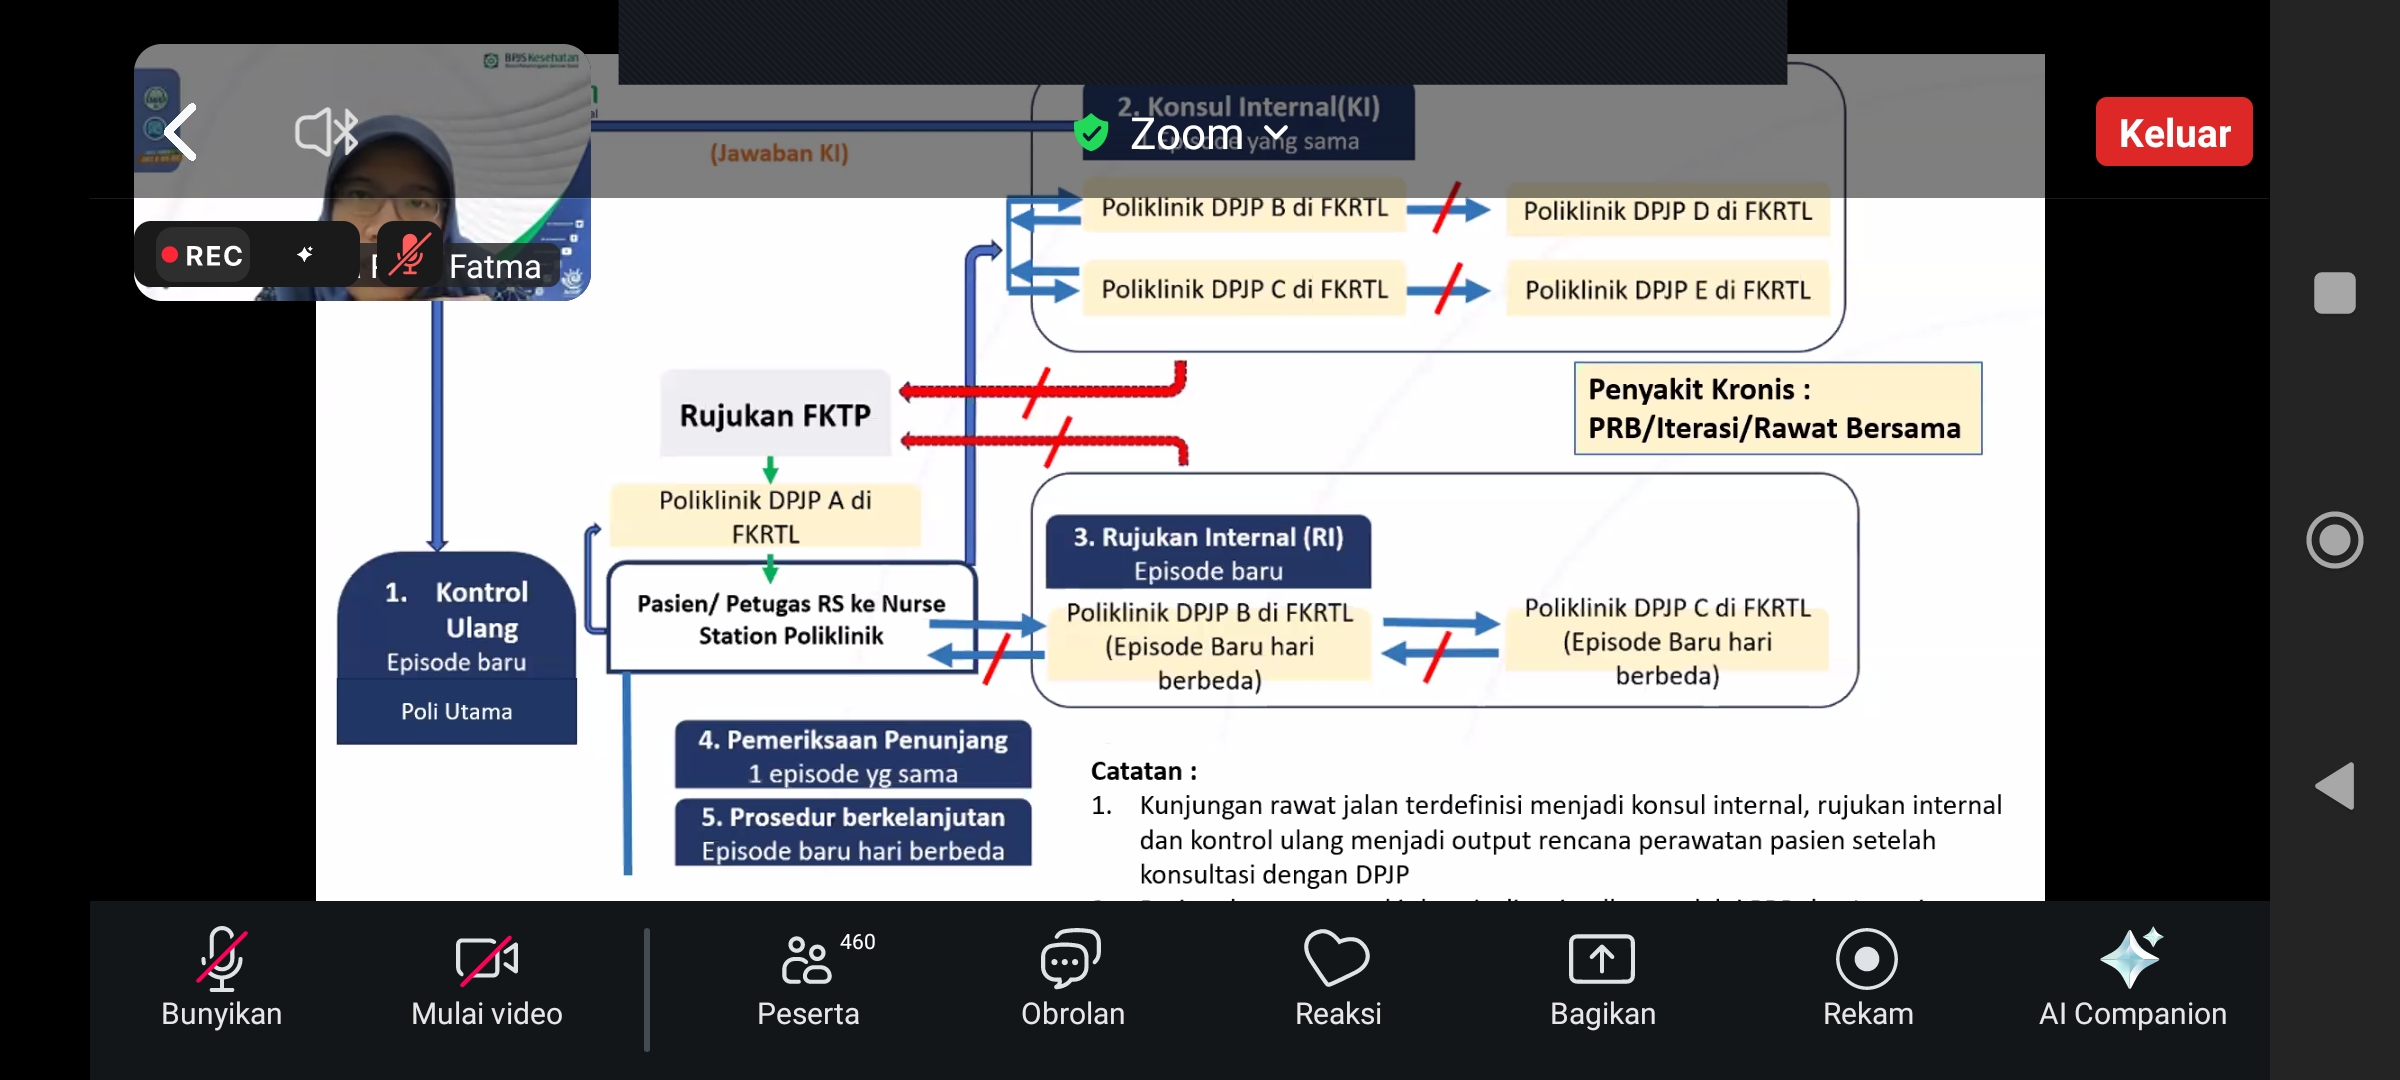 BPJS Kesehatan
2. Konsul Internal(KI)
Episode yang sama
Zoom
Keluar
(Jawaban KI)
REC
Fatma
Poliklinik DPJP B di FKRTL
Poliklinik DPJP D di FKRTL
Poliklinik DPJP C di FKRTL
Poliklinik DPJP E di FKRTL
Penyakit Kronis :
PRB/Iterasi/Rawat Bersama
Rujukan FKTP
Poliklinik DPJP A di
FKRTL
Pasien/ Petugas RS ke Nurse
Station Poliklinik
1. Kontrol
Ulang
Episode baru
Poli Utama
3. Rujukan Internal (RI)
Episode baru
Poliklinik DPJP B di FKRTL
(Episode Baru hari
berbeda)
Poliklinik DPJP C di FKRTL
(Episode Baru hari
berbeda)
4. Pemeriksaan Penunjang
1 episode yg sama
5. Prosedur berkelanjutan
Episode baru hari berbeda
Catatan :
1. Kunjungan rawat jalan terdefinisi menjadi konsul internal, rujukan internal
dan kontrol ulang menjadi output rencana perawatan pasien setelah
konsultasi dengan DPJP
Bunyikan
Mulai video
460
Peserta
Obrolan
Reaksi
Bagikan
Rekam
AI Companion